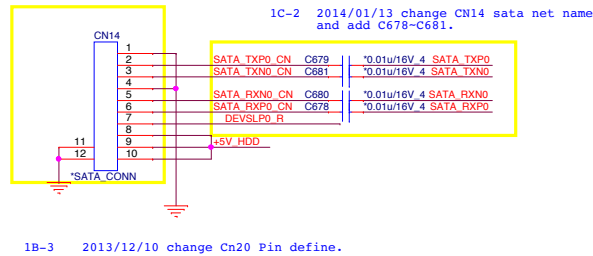 1C-2 2014/01/13 change CN14 sata net name
and add C678~C681.
CN14
1
2 SATA_TXP0_CN C679 *0.01u/16V_4 SATA_TXP0
3 SATA_TXN0_CN C681 *0.01u/16V_4 SATA_TXN0
4
5 SATA_RXN0_CN C680 *0.01u/16V_4 SATA_RXN0
6 SATA_RXP0_CN C678 *0.01u/16V_4 SATA_RXP0
7 DEVSLP0_R
8
11 9 +5V_HDD
12 10
*SATA_CONN
1B-3 2013/12/10 change Cn20 Pin define.